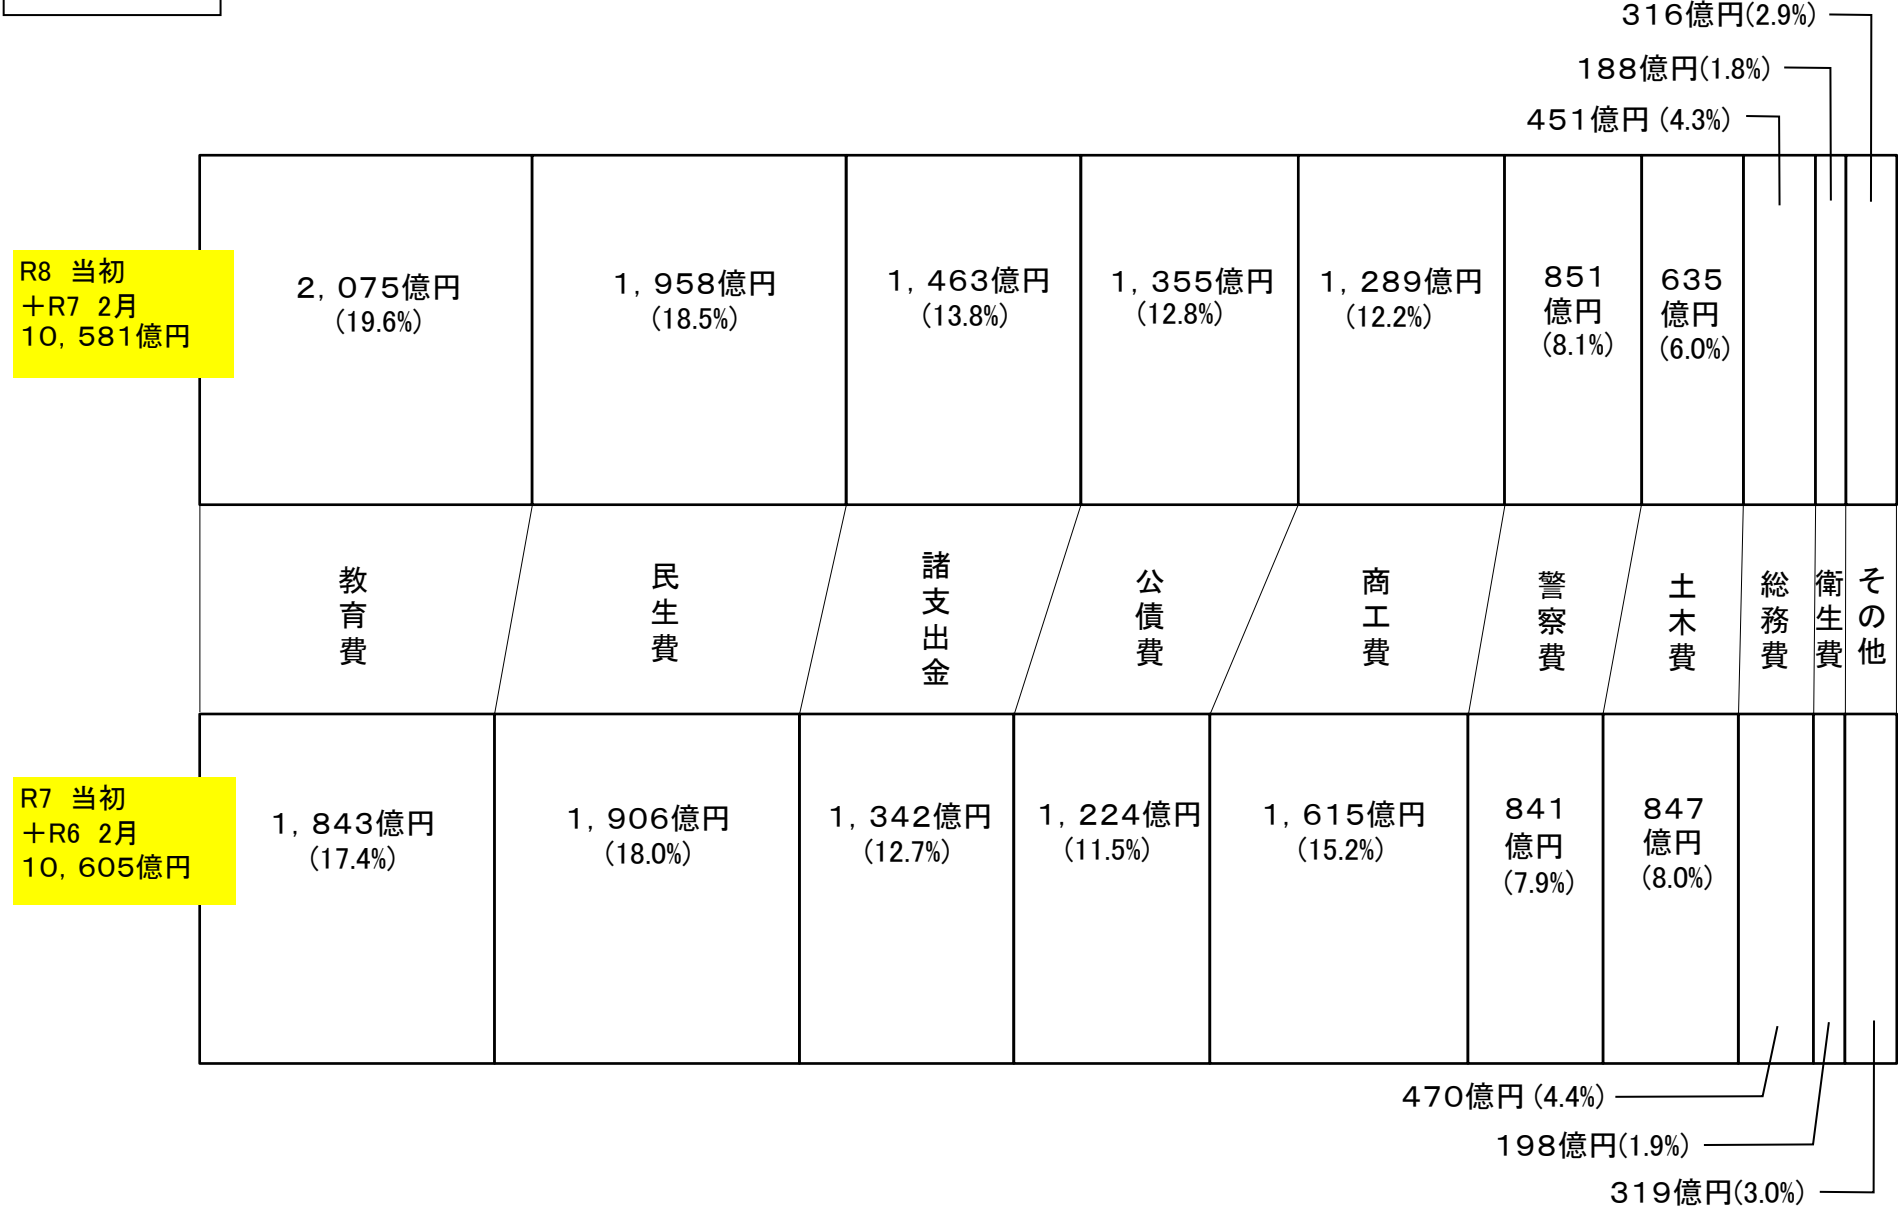 316億円(2.9%)
188億円(1.8%)
451億円 (4.3%)
R8 当初
+R7 2月
10,581億円
2,075億円
(19.6%)
1,958億円
(18.5%)
1,463億円
(13.8%)
1,355億円
(12.8%)
1,289億円
(12.2%)
851
億円
(8.1%)
635
億円
(6.0%)
教育費
民生費
諸支出金
公債費
商工費
警察費
土木費
総務費
衛生費
その他
R7 当初
+R6 2月
10,605億円
1,843億円
(17.4%)
1,906億円
(18.0%)
1,342億円
(12.7%)
1,224億円
(11.5%)
1,615億円
(15.2%)
841
億円
(7.9%)
847
億円
(8.0%)
470億円 (4.4%)
198億円(1.9%)
319億円(3.0%)